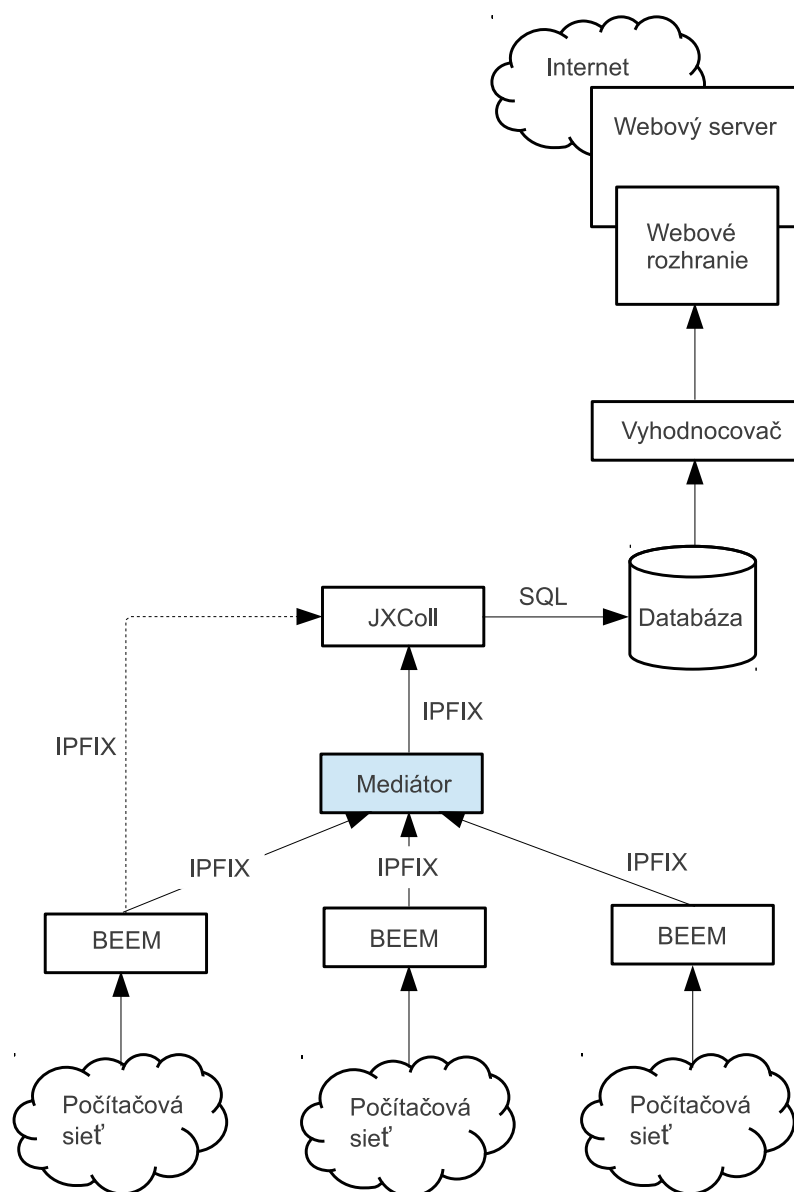 Internet
Webový server
Webové
rozhranie
Vyhodnocovač
JXColl
SQL
Databáza
IPFIX
IPFIX
Mediátor
IPFIX
IPFIX
IPFIX
BEEM
BEEM
BEEM
Počítačová
sieť
Počítačová
sieť
Počítačová
sieť